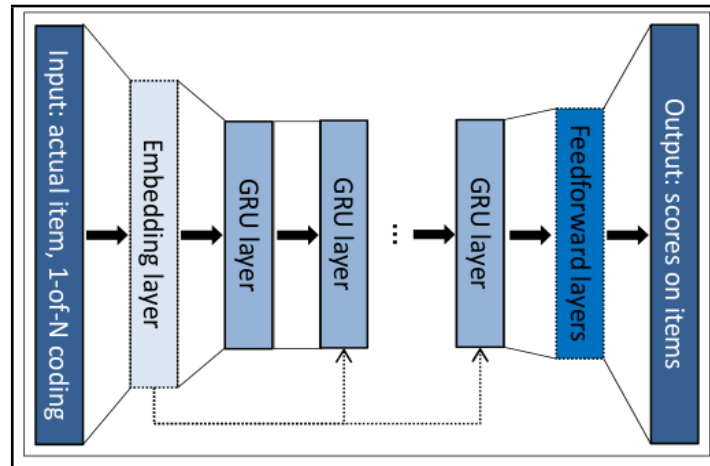 Input: actual item, 1-of-N coding
Embedding layer
GRU layer
GRU layer
...
GRU layer
Feedforward layers
Output: scores on items